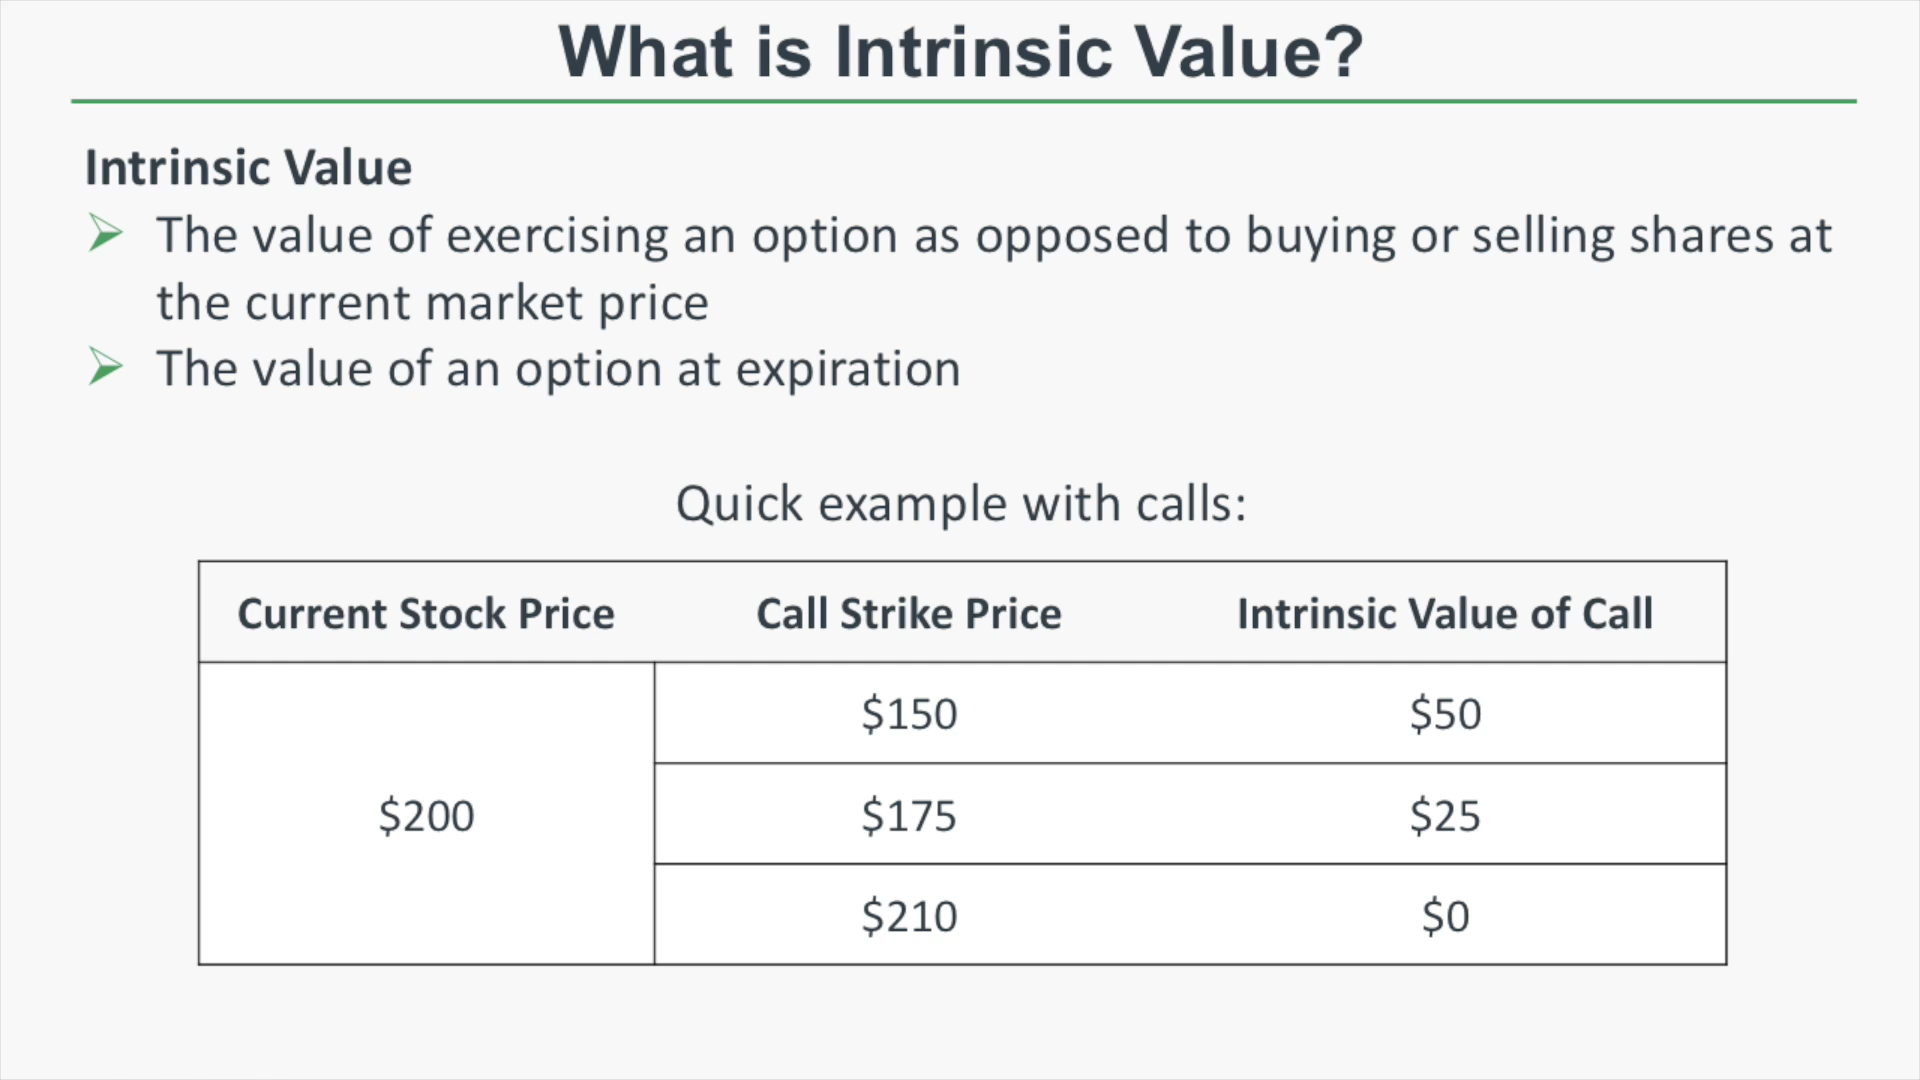 What is Intrinsic Value?
Intrinsic Value
The value of exercising an option as opposed to buying or selling shares at
the current market price
The value of an option at expiration
Quick example with calls:
Current Stock Price Call Strike Price Intrinsic Value of Call
$150 $50
$200 $175 $25
$210 $0